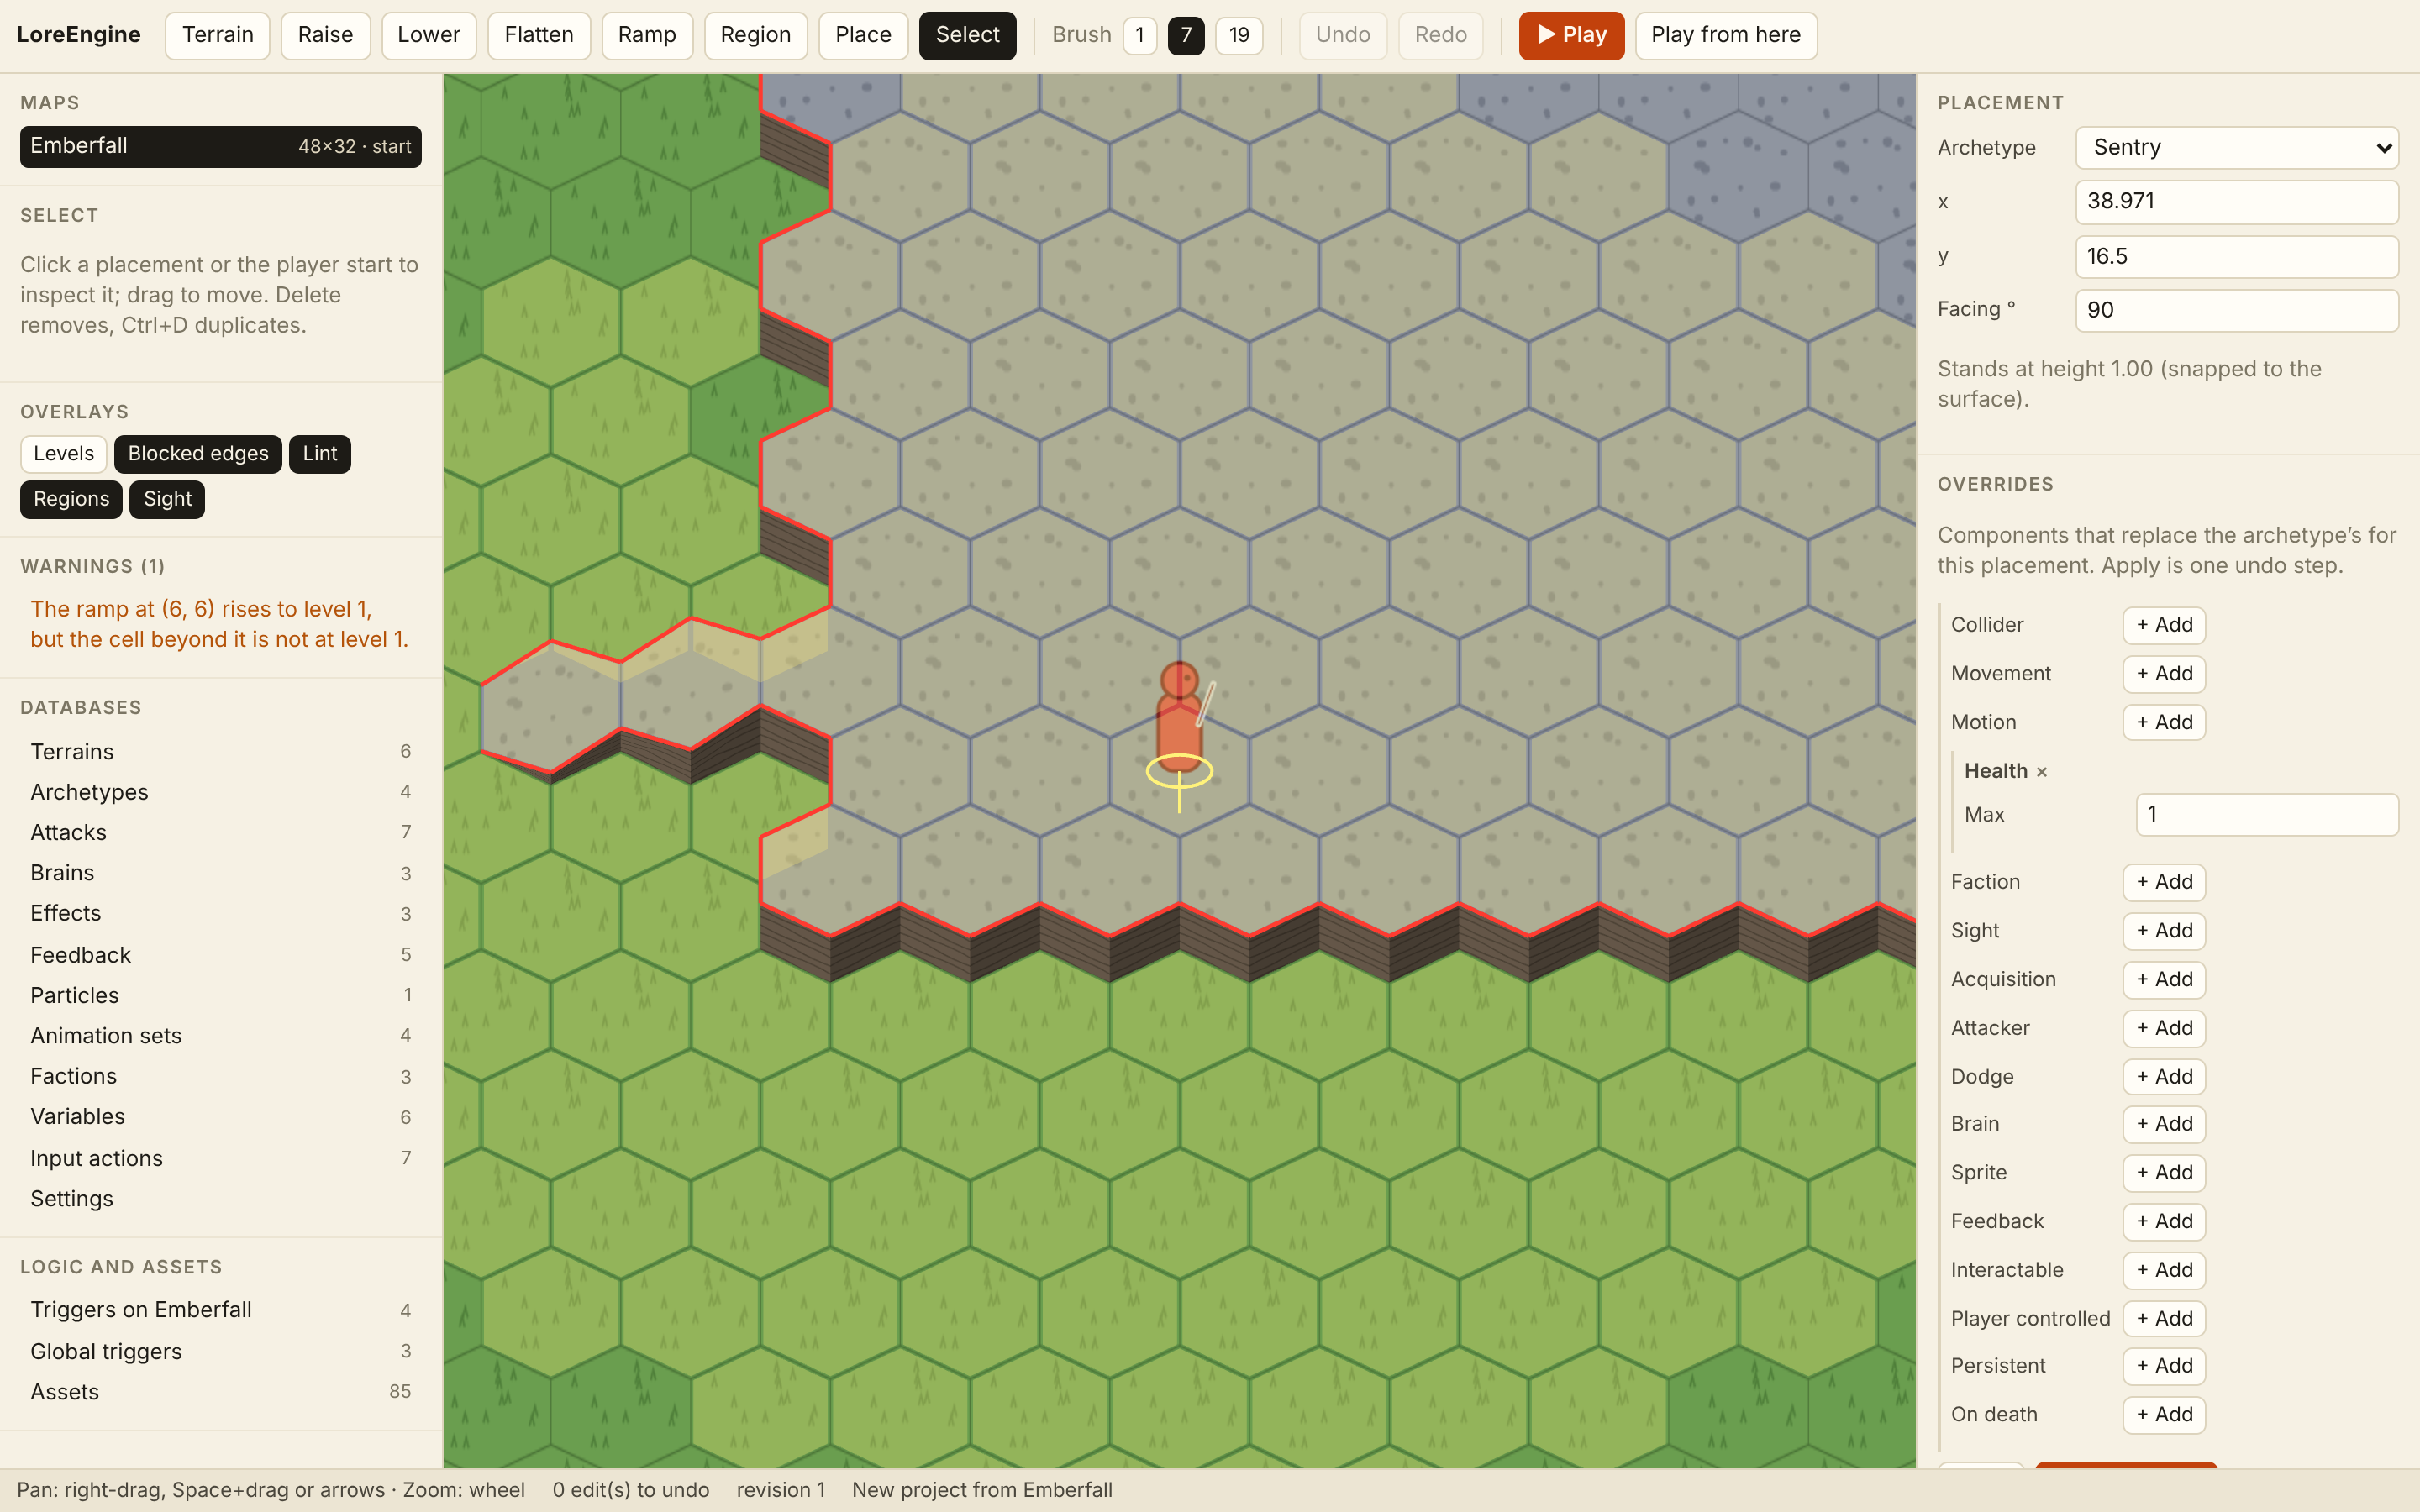 LoreEngine Terrain Raise Lower Flatten Ramp Region Place Select Brush 1 7 19 Undo Redo ▶ Play Play from here
MAPS
Emberfall 48×32 · start
SELECT
Click a placement or the player start to
inspect it; drag to move. Delete
removes, Ctrl+D duplicates.
OVERLAYS
Levels Blocked edges Lint
Regions Sight
WARNINGS (1)
The ramp at (6, 6) rises to level 1,
but the cell beyond it is not at level 1.
DATABASES
Terrains 6
Archetypes 4
Attacks 7
Brains 3
Effects 3
Feedback 5
Particles 1
Animation sets 4
Factions 3
Variables 6
Input actions 7
Settings
LOGIC AND ASSETS
Triggers on Emberfall 4
Global triggers 3
Assets 85
PLACEMENT
Archetype Sentry
x 38.971
y 16.5
Facing ° 90
Stands at height 1.00 (snapped to the
surface).
OVERRIDES
Components that replace the archetype’s for
this placement. Apply is one undo step.
Collider + Add
Movement + Add
Motion + Add
Health ×
Max 1
Faction + Add
Sight + Add
Acquisition + Add
Attacker + Add
Dodge + Add
Brain + Add
Sprite + Add
Feedback + Add
Interactable + Add
Player controlled + Add
Persistent + Add
On death + Add
Pan: right-drag, Space+drag or arrows · Zoom: wheel 0 edit(s) to undo revision 1 New project from Emberfall